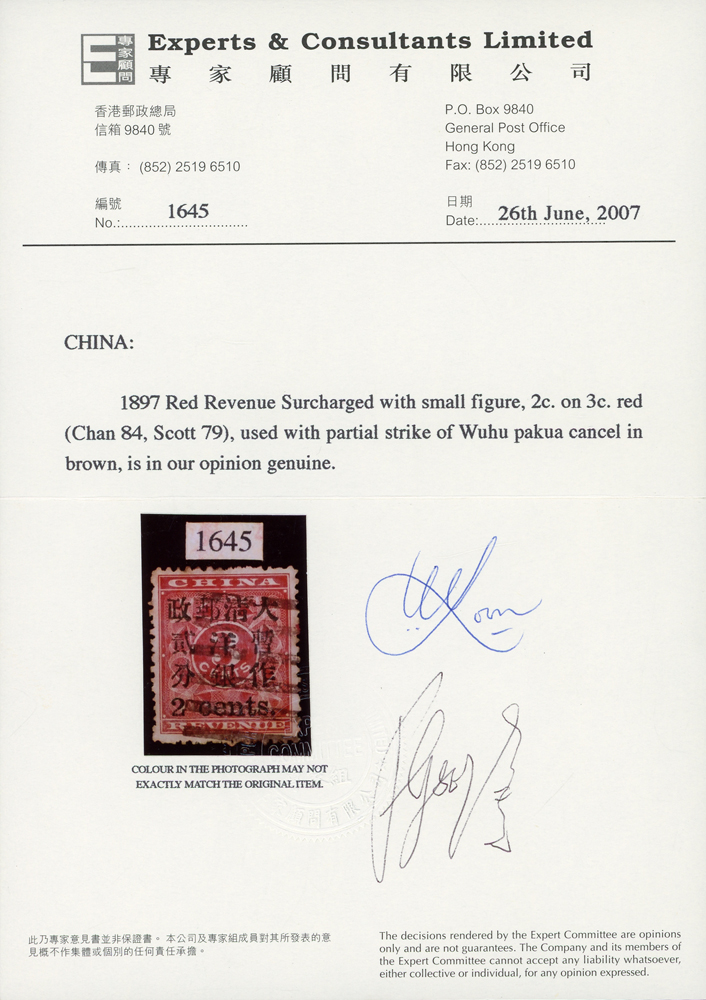 專家
顧問
Experts & Consultants Limited
專家顧問有限公司
香港郵政總局
信箱 9840 號
傳真： (852) 2519 6510
P.O. Box 9840
General Post Office
Hong Kong
Fax: (852) 2519 6510
編號
No.:1645
日期
Date:26th June, 2007
CHINA:
1897 Red Revenue Surcharged with small figure, 2c. on 3c. red
(Chan 84, Scott 79), used with partial strike of Wuhu pakua cancel in
brown, is in our opinion genuine.
1645
CHINA
大清郵政
暫作洋銀貳分
2 cents.
REVENUE
COLOUR IN THE PHOTOGRAPH MAY NOT
EXACTLY MATCH THE ORIGINAL ITEM.
此乃專家意見書並非保證書。本公司及專家組成員對其所發表的意
見概不作集體或個別的任何責任承擔。
The decisions rendered by the Expert Committee are opinions
only and are not guarantees. The Company and its members of
the Expert Committee cannot accept any liability whatsoever,
either collective or individual, for any opinion expressed.